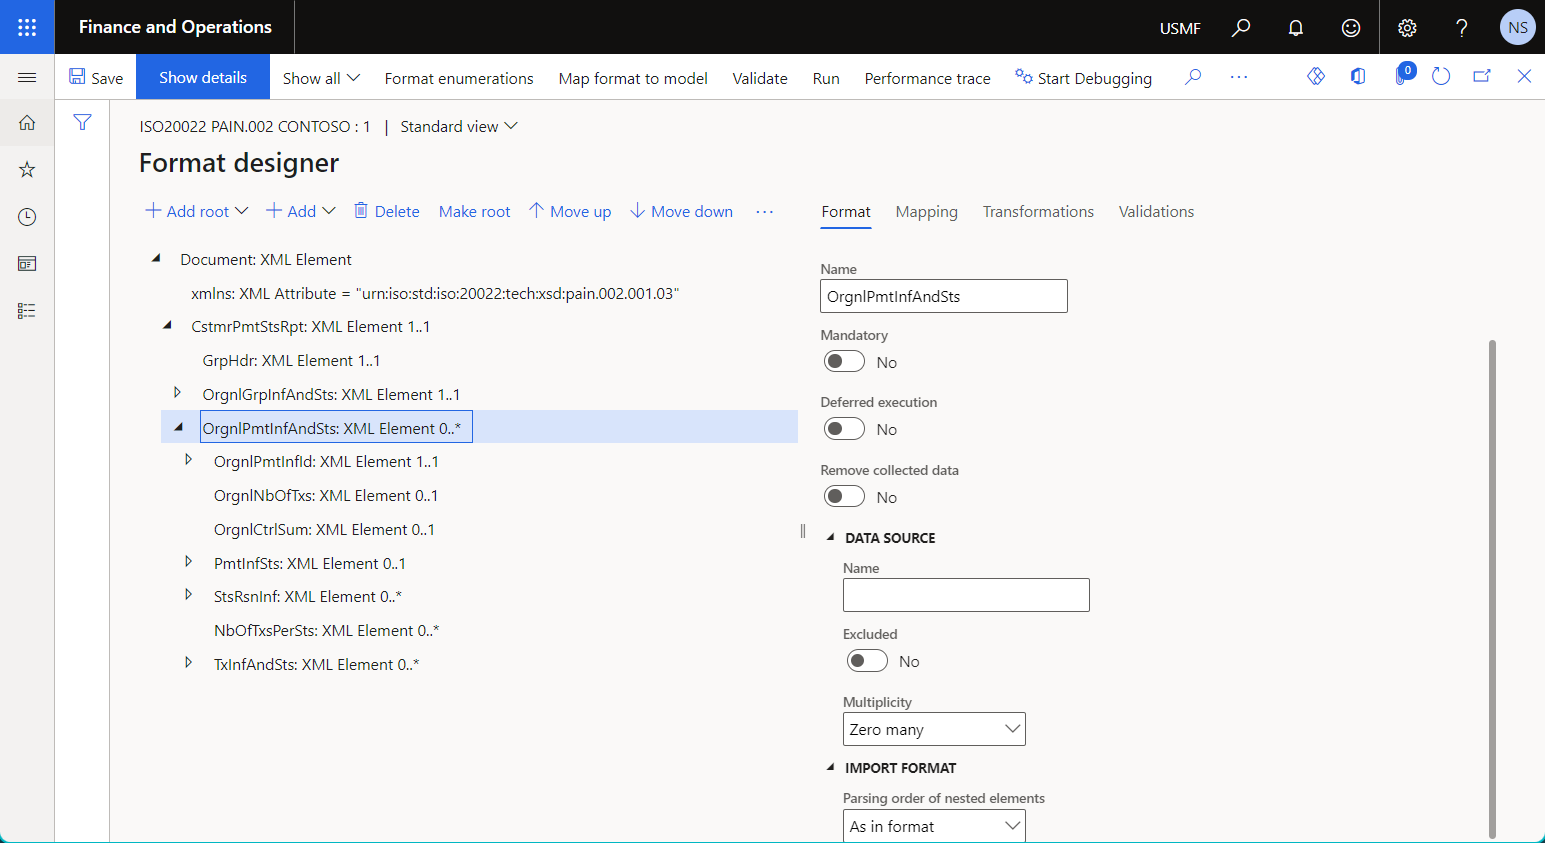 Finance and Operations
USMF
NS
Save
Show details
Show all
Format enumerations
Map format to model
Validate
Run
Performance trace
Start Debugging
0
ISO20022 PAIN.002 CONTOSO : 1 | Standard view
Format designer
Add root
Add
Delete
Make root
Move up
Move down
Document: XML Element
xmlns: XML Attribute = "urn:iso:std:iso:20022:tech:xsd:pain.002.001.03"
CstmrPmtStsRpt: XML Element 1..1
GrpHdr: XML Element 1..1
OrgnlGrpInfAndSts: XML Element 1..1
OrgnlPmtInfAndSts: XML Element 0..*
OrgnlPmtInfId: XML Element 1..1
OrgnlNbOfTxs: XML Element 0..1
OrgnlCtrlSum: XML Element 0..1
PmtInfSts: XML Element 0..1
StsRsnInf: XML Element 0..*
NbOfTxsPerSts: XML Element 0..*
TxInfAndSts: XML Element 0..*
Format
Mapping
Transformations
Validations
Name
OrgnlPmtInfAndSts
Mandatory
No
Deferred execution
No
Remove collected data
No
DATA SOURCE
Name
Excluded
No
Multiplicity
Zero many
IMPORT FORMAT
Parsing order of nested elements
As in format